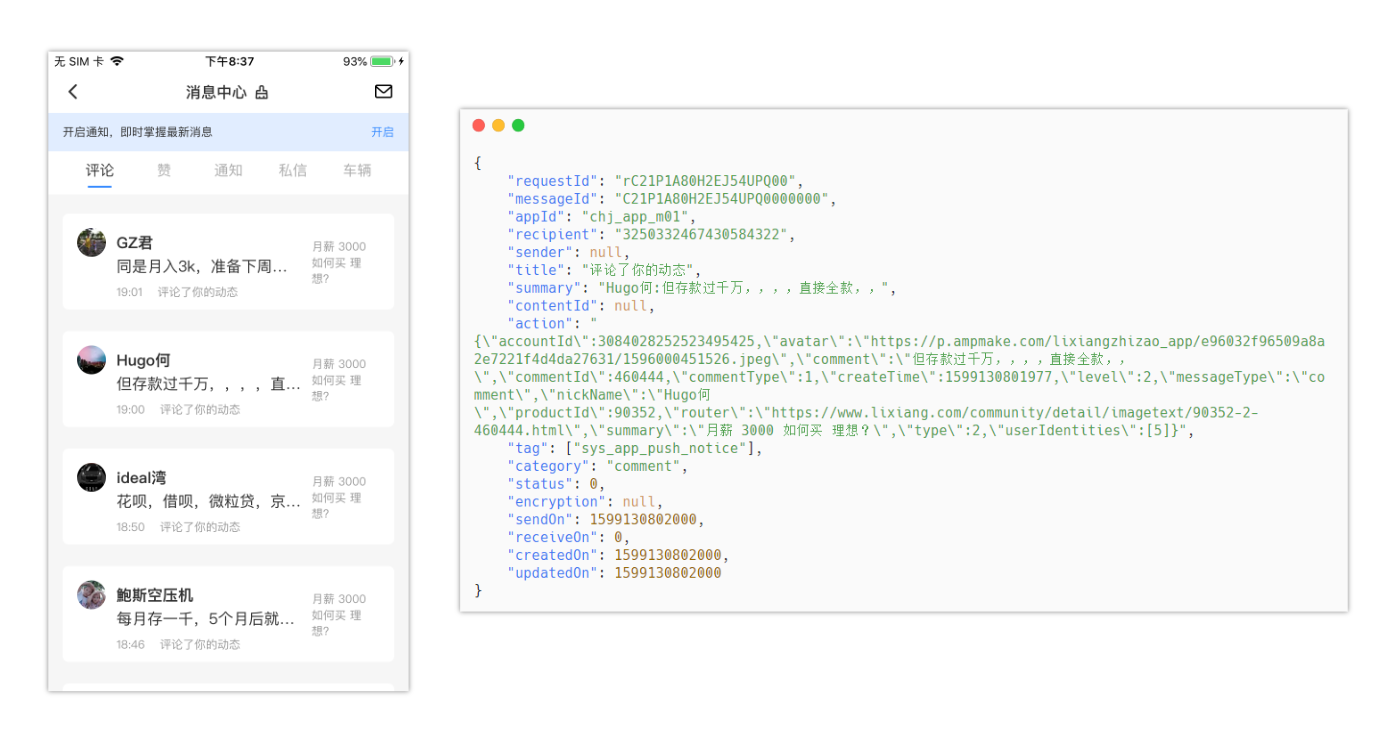 无 SIM 卡 下午8:37 93%
消息中心
开启通知，即时掌握最新消息 开启
评论 赞 通知 私信 车辆
GZ君
同是月入3k，准备下周...
19:01 评论了你的动态
月薪 3000
如何买 理
想?
Hugo何
但存款过千万，，，，直...
19:00 评论了你的动态
月薪 3000
如何买 理
想?
ideal湾
花呗，借呗，微粒贷，京...
18:50 评论了你的动态
月薪 3000
如何买 理
想?
鲍斯空压机
每月存一千，5个月后就...
18:46 评论了你的动态
月薪 3000
如何买 理
想?
{
"requestId": "rC21P1A80H2EJ54UPQ00",
"messageId": "C21P1A80H2EJ54UPQ0000000",
"appId": "chj_app_m01",
"recipient": "3250332467430584322",
"sender": null,
"title": "评论了你的动态",
"summary": "Hugo何:但存款过千万，，，，直接全款，，",
"contentId": null,
"action": "
{\"accountId\":3084028252523495425,\"avatar\":\"https://p.ampmake.com/lixiangzhizao_app/e96032f96509a8a
2e7221f4d4da27631/1596000451526.jpeg\",\"comment\":\"但存款过千万，，，，直接全款，，
\",\"commentId\":460444,\"commentType\":1,\"createTime\":1599130801977,\"level\":2,\"messageType\":\"co
mment\",\"nickName\":\"Hugo何
\",\"productId\":90352,\"router\":\"https://www.lixiang.com/community/detail/imagetext/90352-2-
460444.html\",\"summary\":\"月薪 3000 如何买 理想？\",\"type\":2,\"userIdentities\":[5]}",
"tag": ["sys_app_push_notice"],
"category": "comment",
"status": 0,
"encryption": null,
"sendOn": 1599130802000,
"receiveOn": 0,
"createdOn": 1599130802000,
"updatedOn": 1599130802000
}